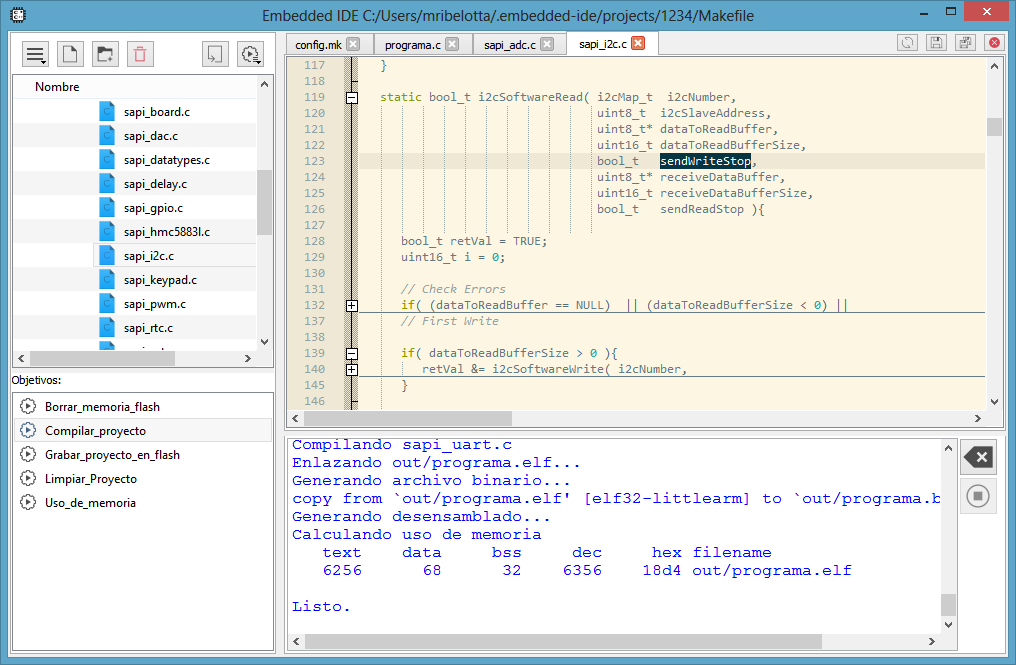 Embedded IDE C:/Users/mribelotta/.embedded-ide/projects/1234/Makefile
Nombre
sapi_board.c
sapi_dac.c
sapi_datatypes.c
sapi_delay.c
sapi_gpio.c
sapi_hmc5883l.c
sapi_i2c.c
sapi_keypad.c
sapi_pwm.c
sapi_rtc.c
Objetivos:
Borrar_memoria_flash
Compilar_proyecto
Grabar_proyecto_en_flash
Limpiar_Proyecto
Uso_de_memoria
config.mk programa.c sapi_adc.c sapi_i2c.c
117 }
118
119 static bool_t i2cSoftwareRead( i2cMap_t i2cNumber,
120 uint8_t i2cSlaveAddress,
121 uint8_t* dataToReadBuffer,
122 uint16_t dataToReadBufferSize,
123 bool_t sendWriteStop,
124 uint8_t* receiveDataBuffer,
125 uint16_t receiveDataBufferSize,
126 bool_t sendReadStop ){
127
128 bool_t retVal = TRUE;
129 uint16_t i = 0;
130
131 // Check Errors
132 if( (dataToReadBuffer == NULL) || (dataToReadBufferSize < 0) ||
137 // First Write
138
139 if( dataToReadBufferSize > 0 ){
140 retVal &= i2cSoftwareWrite( i2cNumber,
145 }
146
Compilando sapi_uart.c
Enlazando out/programa.elf...
Generando archivo binario...
copy from `out/programa.elf' [elf32-littlearm] to `out/programa.b
Generando desensamblado...
Calculando uso de memoria
text data bss dec hex filename
6256 68 32 6356 18d4 out/programa.elf
Listo.